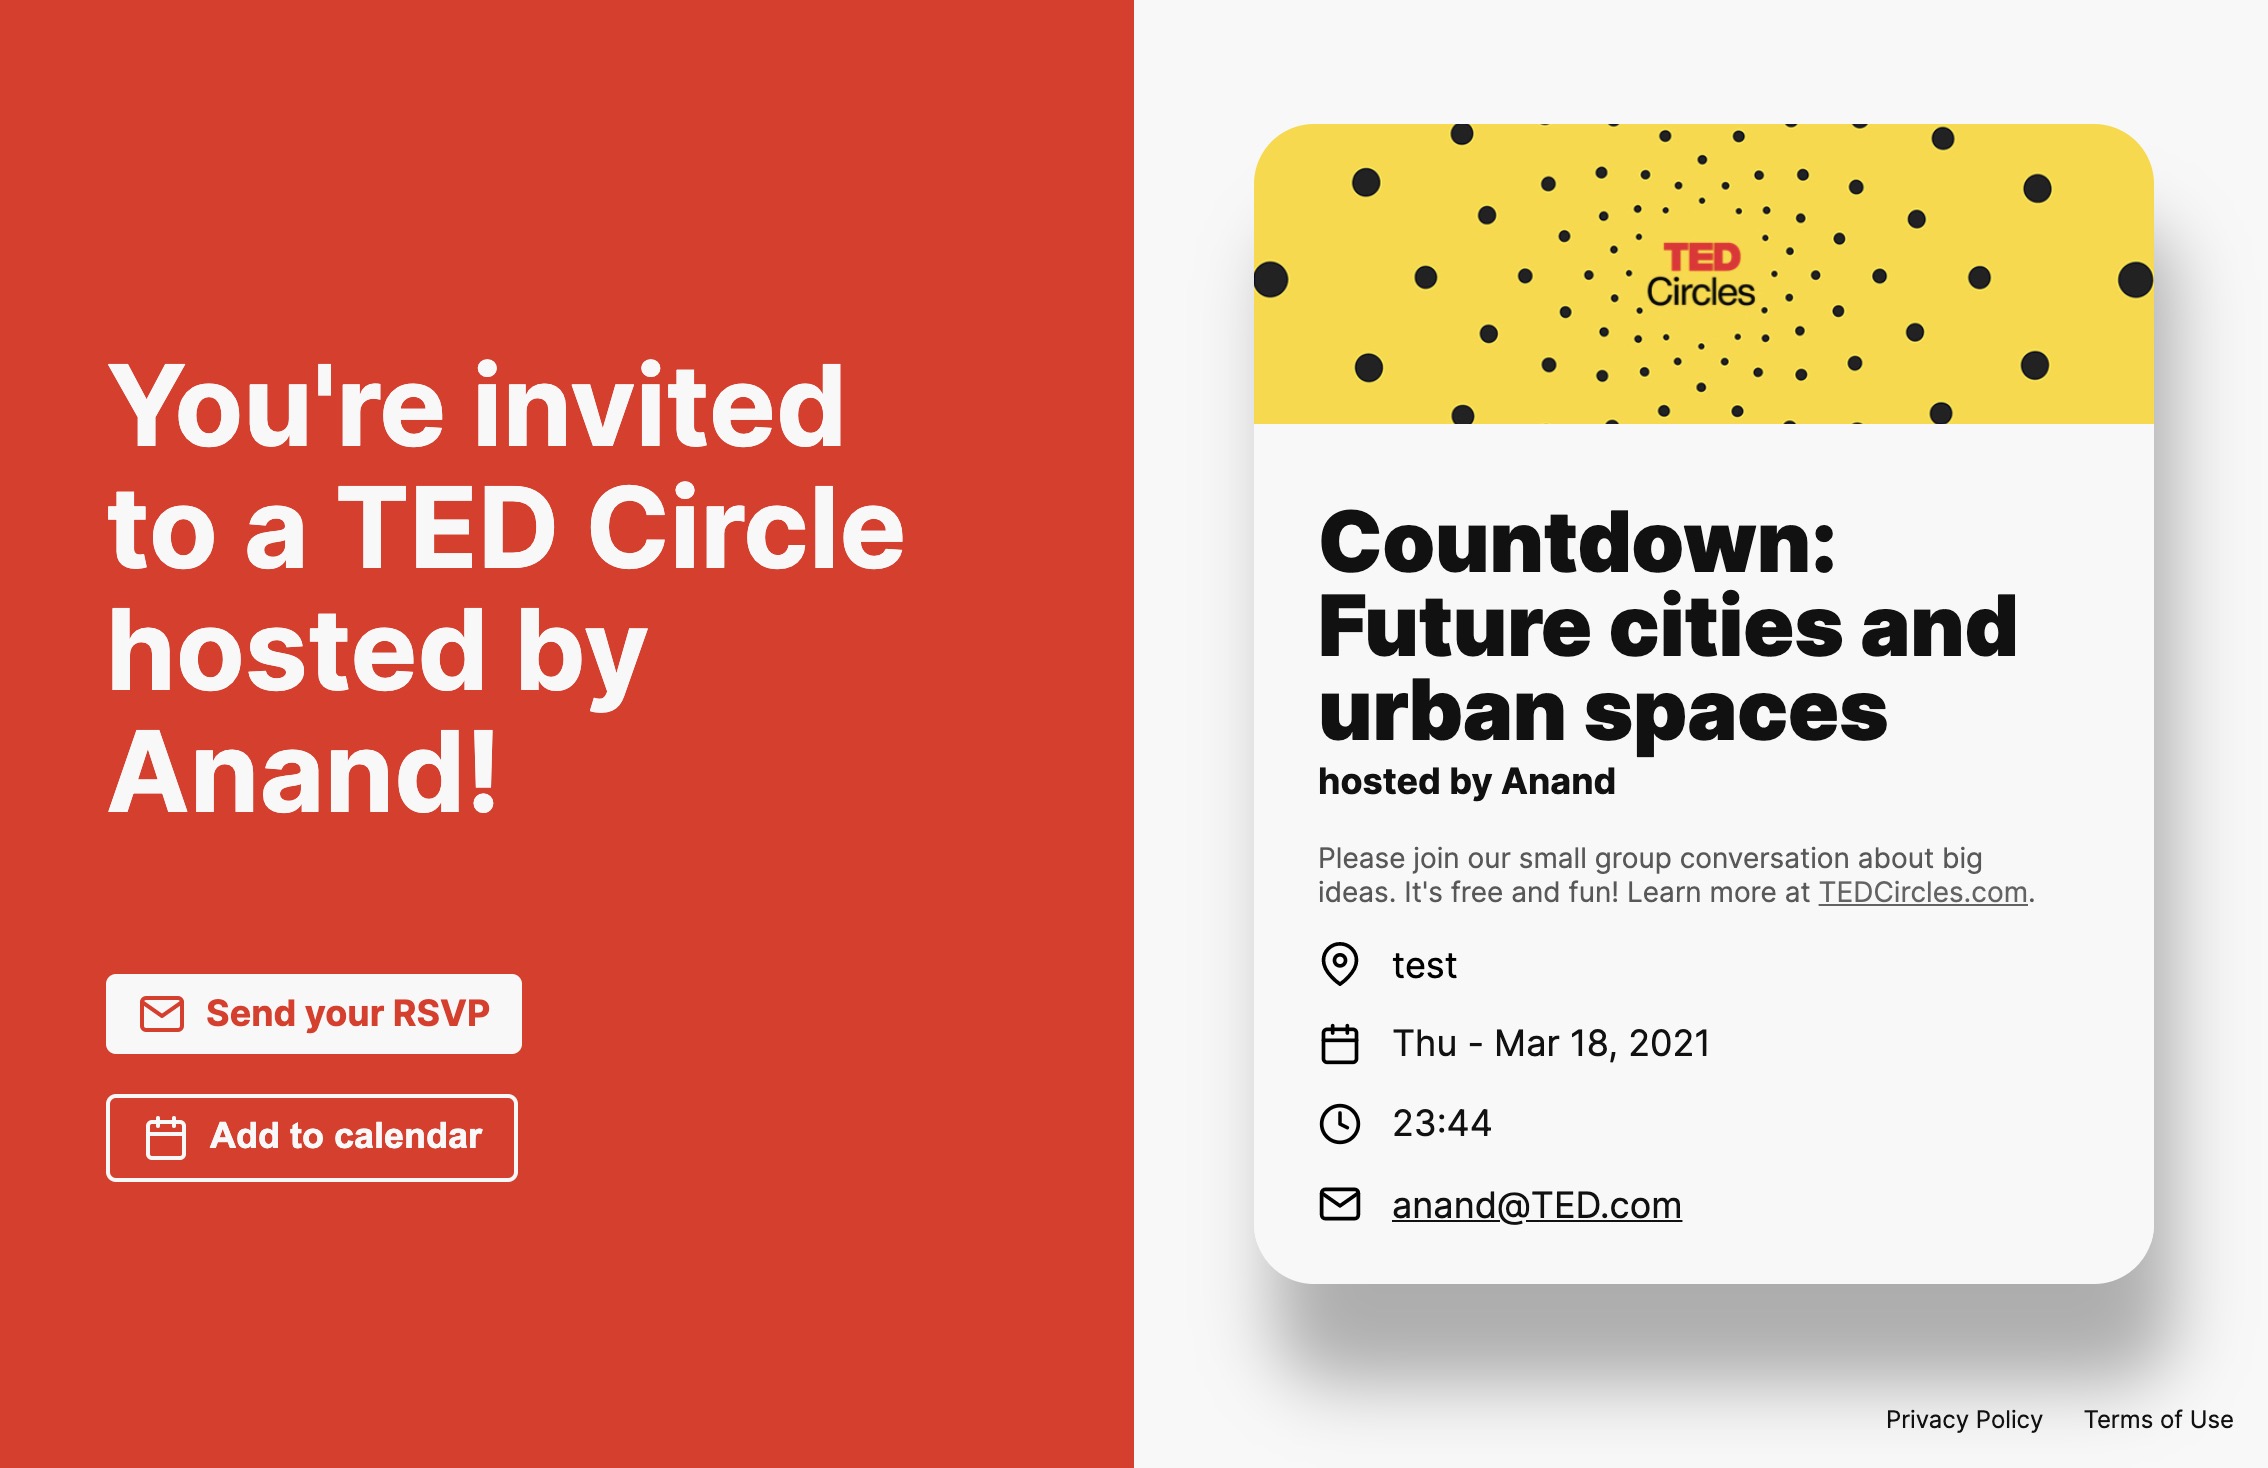 You're invited
to a TED Circle
hosted by
Anand!
Send your RSVP
Add to calendar
TED
Circles
Countdown:
Future cities and
urban spaces
hosted by Anand
Please join our small group conversation about big
ideas. It's free and fun! Learn more at TEDCircles.com.
test
Thu - Mar 18, 2021
23:44
anand@TED.com
Privacy Policy Terms of Use